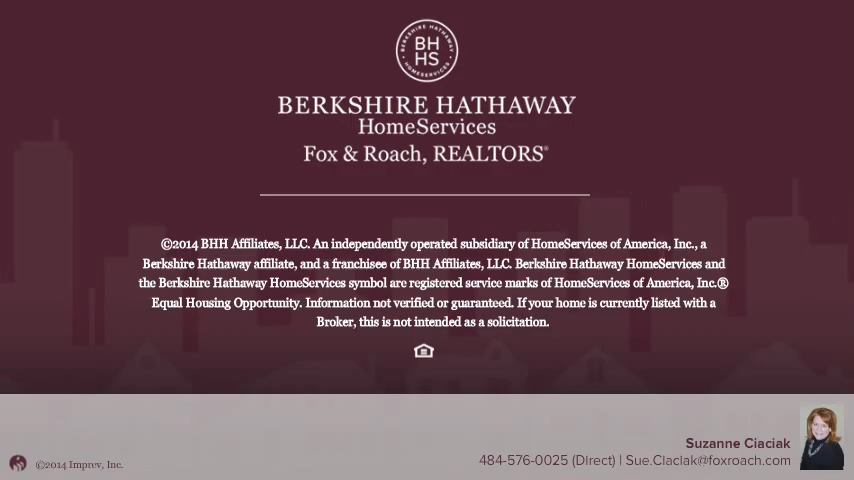 BERKSHIRE HATHAWAY
HOMESERVICES
BH
HS
BERKSHIRE HATHAWAY
HomeServices
Fox & Roach, REALTORS®
©2014 BHH Affiliates, LLC. An independently operated subsidiary of HomeServices of America, Inc., a
Berkshire Hathaway affiliate, and a franchisee of BHH Affiliates, LLC. Berkshire Hathaway HomeServices and
the Berkshire Hathaway HomeServices symbol are registered service marks of HomeServices of America, Inc.®
Equal Housing Opportunity. Information not verified or guaranteed. If your home is currently listed with a
Broker, this is not intended as a solicitation.
Suzanne Ciaciak
484-576-0025 (Direct) | Sue.Ciaciak@foxroach.com
©2014 Imprev, Inc.